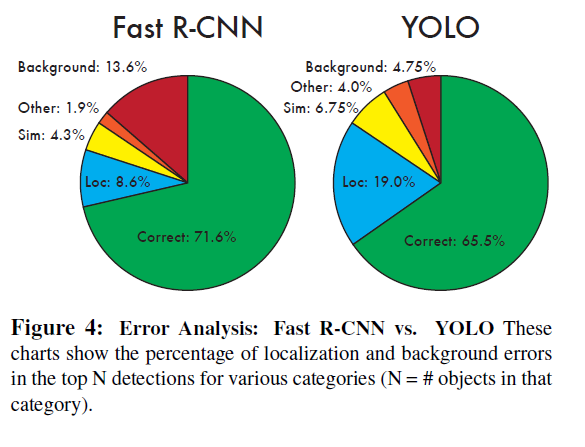 Fast R-CNN
Background: 13.6%
Other: 1.9%
Sim: 4.3%
Loc: 8.6%
Correct: 71.6%
YOLO
Background: 4.75%
Other: 4.0%
Sim: 6.75%
Loc: 19.0%
Correct: 65.5%
Figure 4: Error Analysis: Fast R-CNN vs. YOLO These
charts show the percentage of localization and background errors
in the top N detections for various categories (N = # objects in that
category).